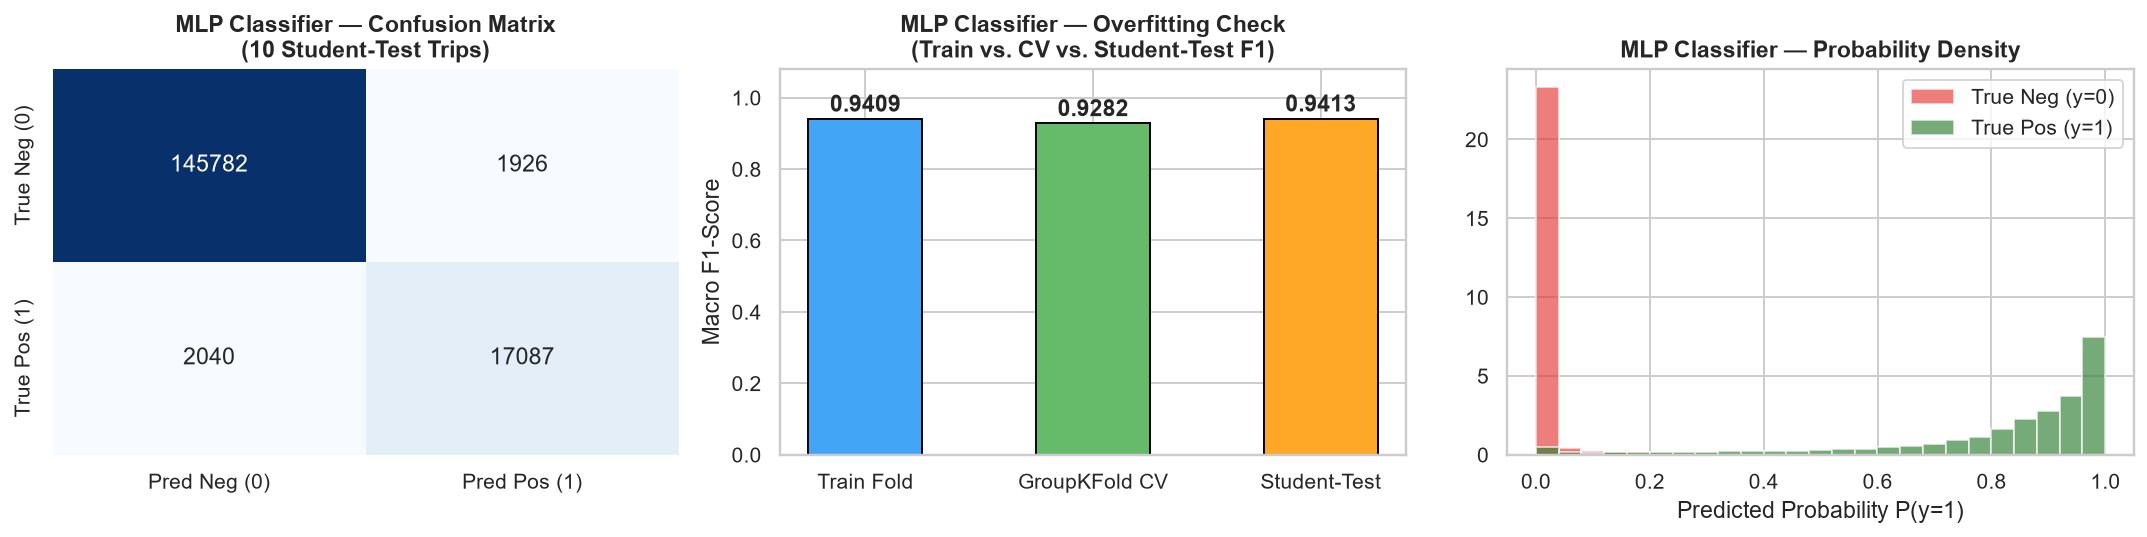 MLP Classifier — Confusion Matrix
(10 Student-Test Trips)
True Neg (0)
145782
1926
True Pos (1)
2040
17087
Pred Neg (0)
Pred Pos (1)
MLP Classifier — Overfitting Check
(Train vs. CV vs. Student-Test F1)
Macro F1-Score
1.0
0.8
0.6
0.4
0.2
0.0
0.9409
0.9282
0.9413
Train Fold
GroupKFold CV
Student-Test
MLP Classifier — Probability Density
True Neg (y=0)
True Pos (y=1)
20
15
10
5
0
0.0
0.2
0.4
0.6
0.8
1.0
Predicted Probability P(y=1)